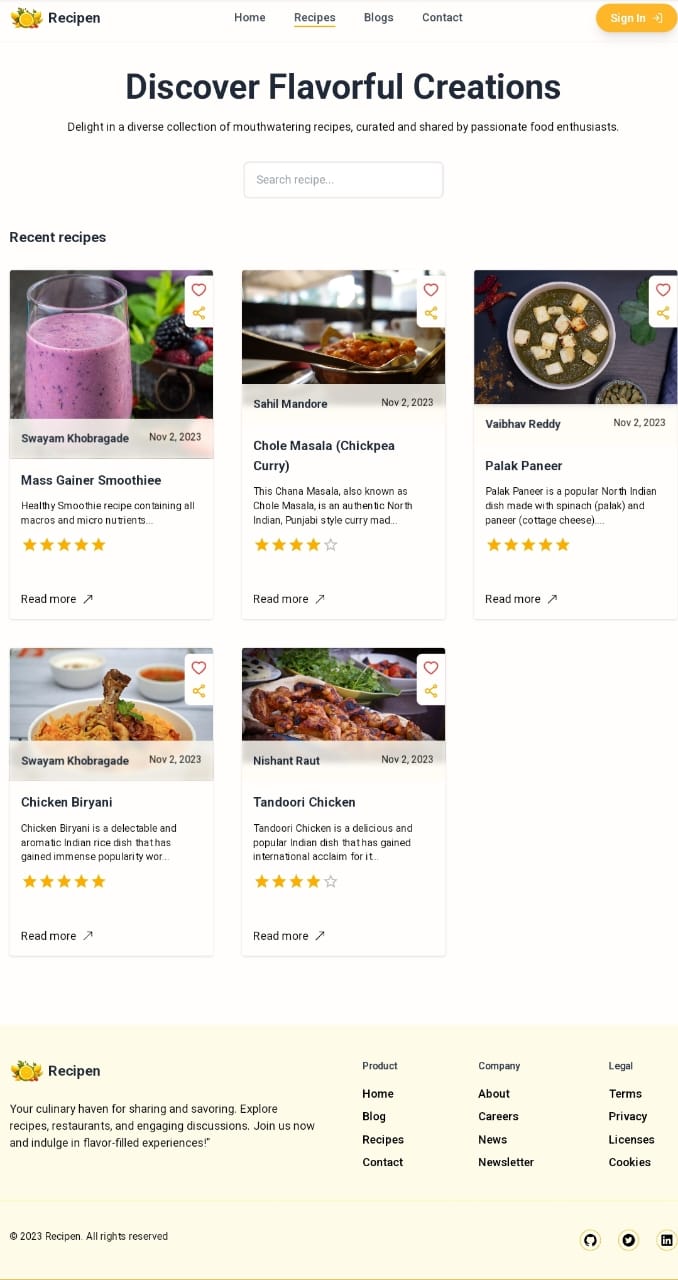 Recipen
Home Recipes Blogs Contact
Sign In
Discover Flavorful Creations
Delight in a diverse collection of mouthwatering recipes, curated and shared by passionate food enthusiasts.
Search recipe...
Recent recipes
Swayam Khobragade Nov 2, 2023
Mass Gainer Smoothiee
Healthy Smoothie recipe containing all
macros and micro nutrients...
Read more
Sahil Mandore Nov 2, 2023
Chole Masala (Chickpea
Curry)
This Chana Masala, also known as
Chole Masala, is an authentic North
Indian, Punjabi style curry mad...
Read more
Vaibhav Reddy Nov 2, 2023
Palak Paneer
Palak Paneer is a popular North Indian
dish made with spinach (palak) and
paneer (cottage cheese)....
Read more
Swayam Khobragade Nov 2, 2023
Chicken Biryani
Chicken Biryani is a delectable and
aromatic Indian rice dish that has
gained immense popularity wor...
Read more
Nishant Raut Nov 2, 2023
Tandoori Chicken
Tandoori Chicken is a delicious and
popular Indian dish that has gained
international acclaim for it...
Read more
Recipen
Your culinary haven for sharing and savoring. Explore
recipes, restaurants, and engaging discussions. Join us now
and indulge in flavor-filled experiences!"
Product
Home
Blog
Recipes
Contact
Company
About
Careers
News
Newsletter
Legal
Terms
Privacy
Licenses
Cookies
© 2023 Recipen. All rights reserved